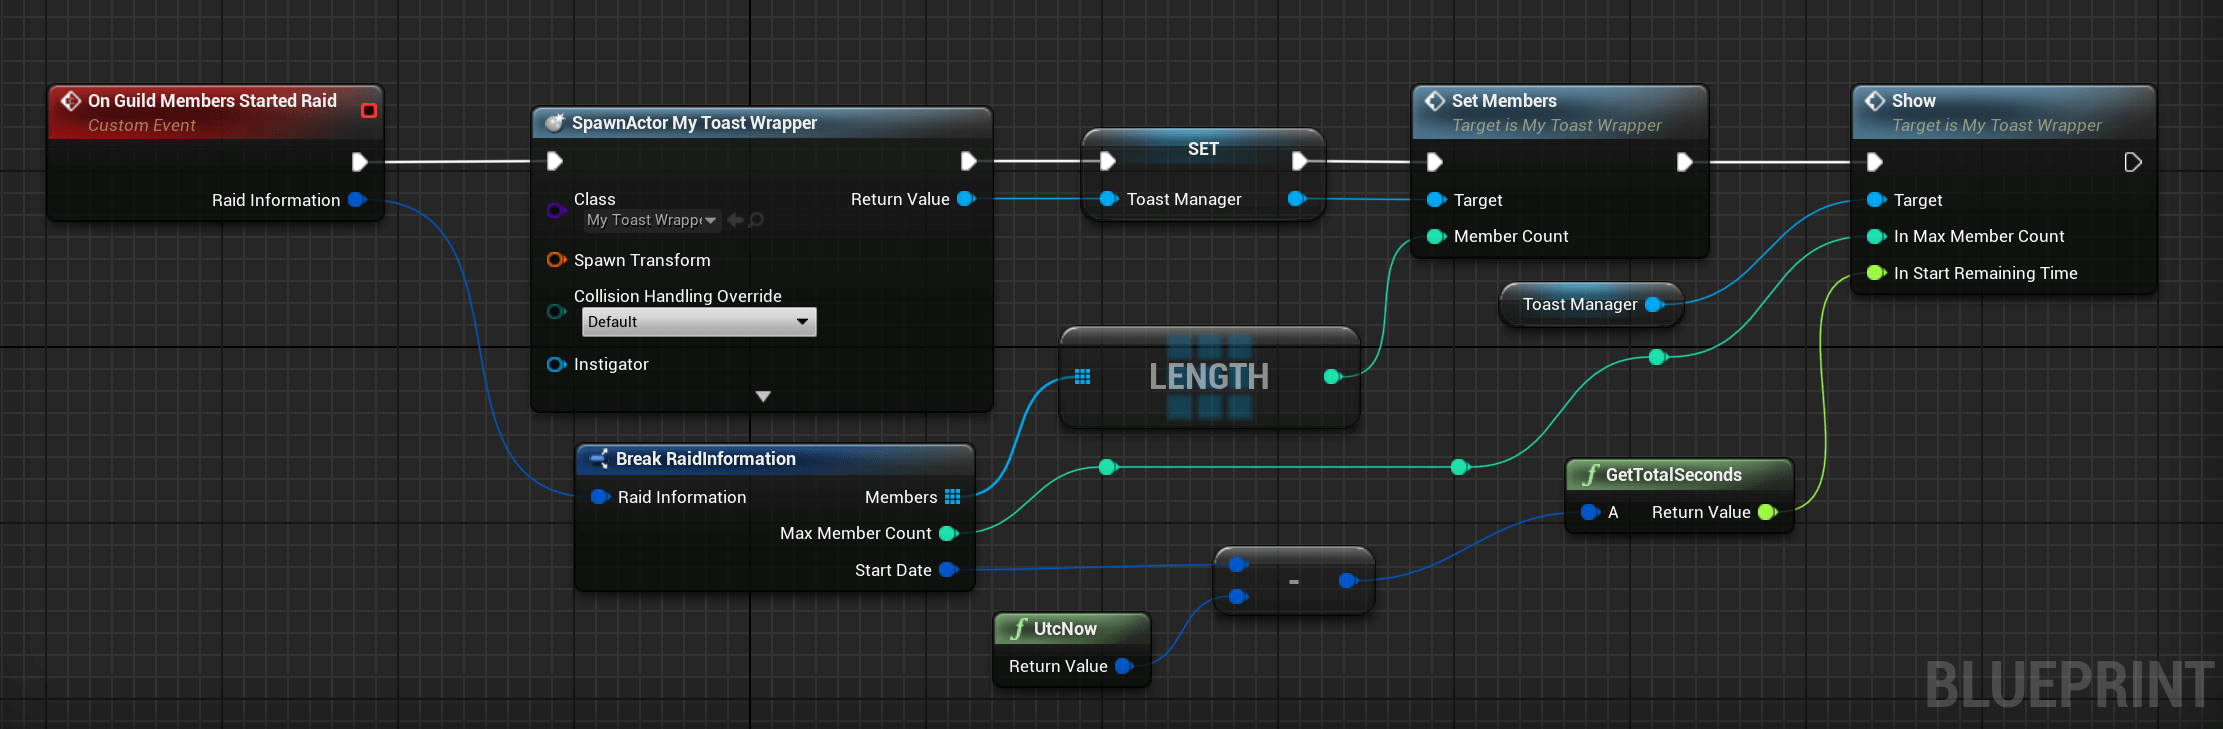 On Guild Members Started Raid
Custom Event
Raid Information
SpawnActor My Toast Wrapper
Class
My Toast Wrappe
Return Value
Spawn Transform
Collision Handling Override
Default
Instigator
SET
Toast Manager
Set Members
Target is My Toast Wrapper
Target
Member Count
Show
Target is My Toast Wrapper
Target
In Max Member Count
In Start Remaining Time
Toast Manager
LENGTH
Break RaidInformation
Raid Information
Members
Max Member Count
Start Date
GetTotalSeconds
A
Return Value
-
UtcNow
Return Value
BLUEPRINT